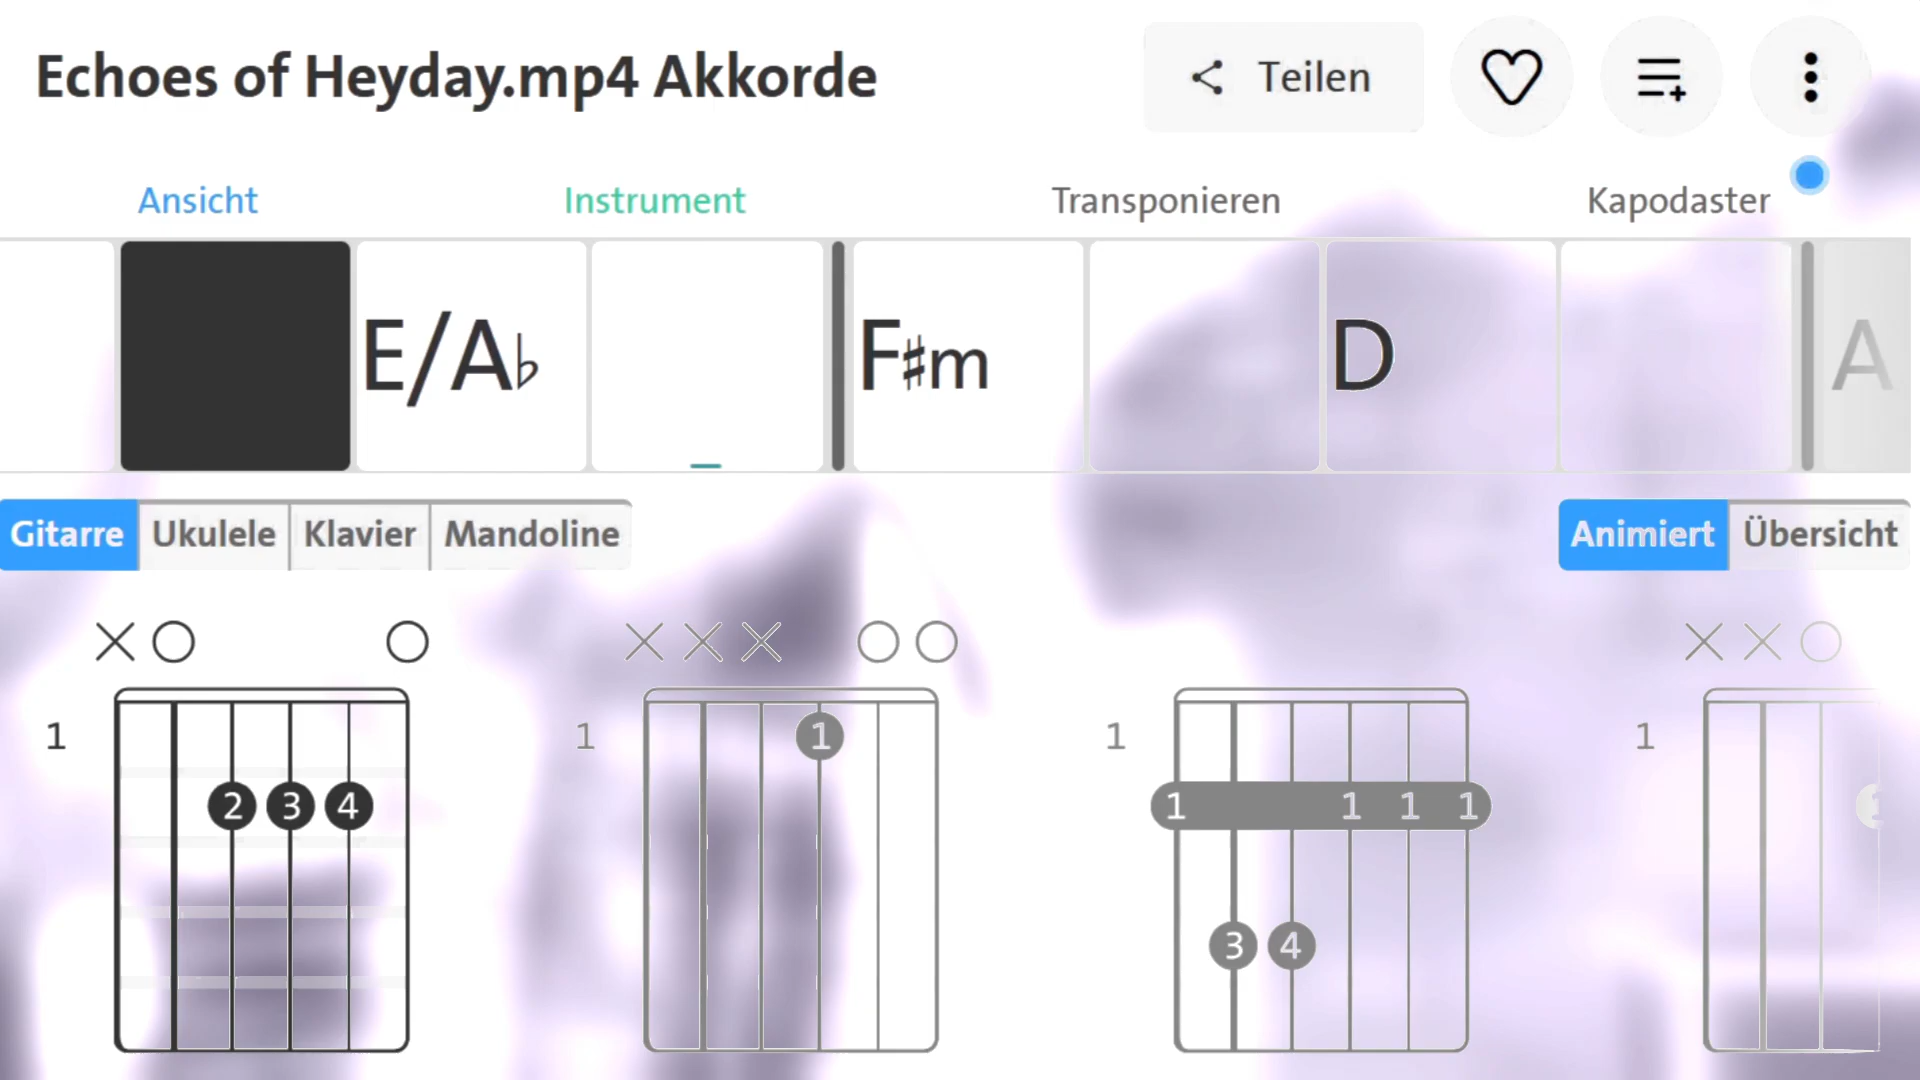 Echoes of Heyday.mp4 Akkorde
Teilen
Ansicht Instrument Transponieren Kapodaster
E/A♭ F♯m D A
Gitarre Ukulele Klavier Mandoline Animiert Übersicht
1 1 1 1 1
2 3 4 1 1 1 1 1
3 4